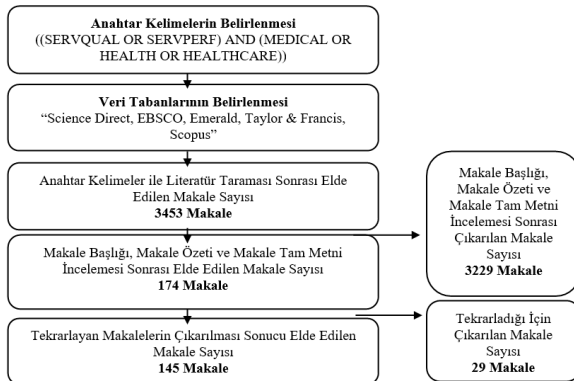 Anahtar Kelimelerin Belirlenmesi
((SERVQUAL OR SERVPERF) AND (MEDICAL OR
HEALTH OR HEALTHCARE))
Veri Tabanlarının Belirlenmesi
“Science Direct, EBSCO, Emerald, Taylor & Francis,
Scopus”
Anahtar Kelimeler ile Literatür Taraması Sonrası Elde
Edilen Makale Sayısı
3453 Makale
Makale Başlığı,
Makale Özeti ve
Makale Tam Metni
İncelemesi Sonrası
Çıkarılan Makale
Sayısı
3229 Makale
Makale Başlığı, Makale Özeti ve Makale Tam Metni
İncelemesi Sonrası Elde Edilen Makale Sayısı
174 Makale
Tekrarlayan Makalelerin Çıkarılması Sonucu Elde Edilen
Makale Sayısı
145 Makale
Tekrarladığı İçin
Çıkarılan Makale
Sayısı
29 Makale